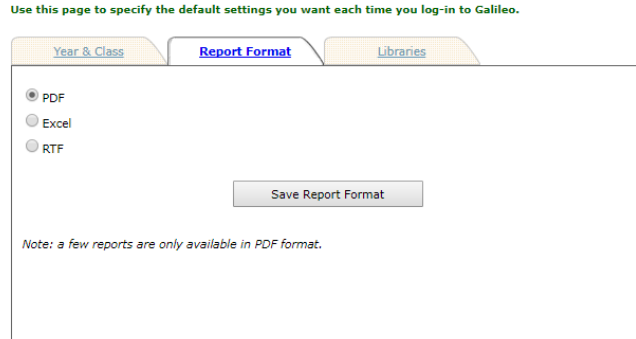 Use this page to specify the default settings you want each time you log-in to Galileo.
Year & Class Report Format Libraries
PDF
Excel
RTF
Save Report Format
Note: a few reports are only available in PDF format.